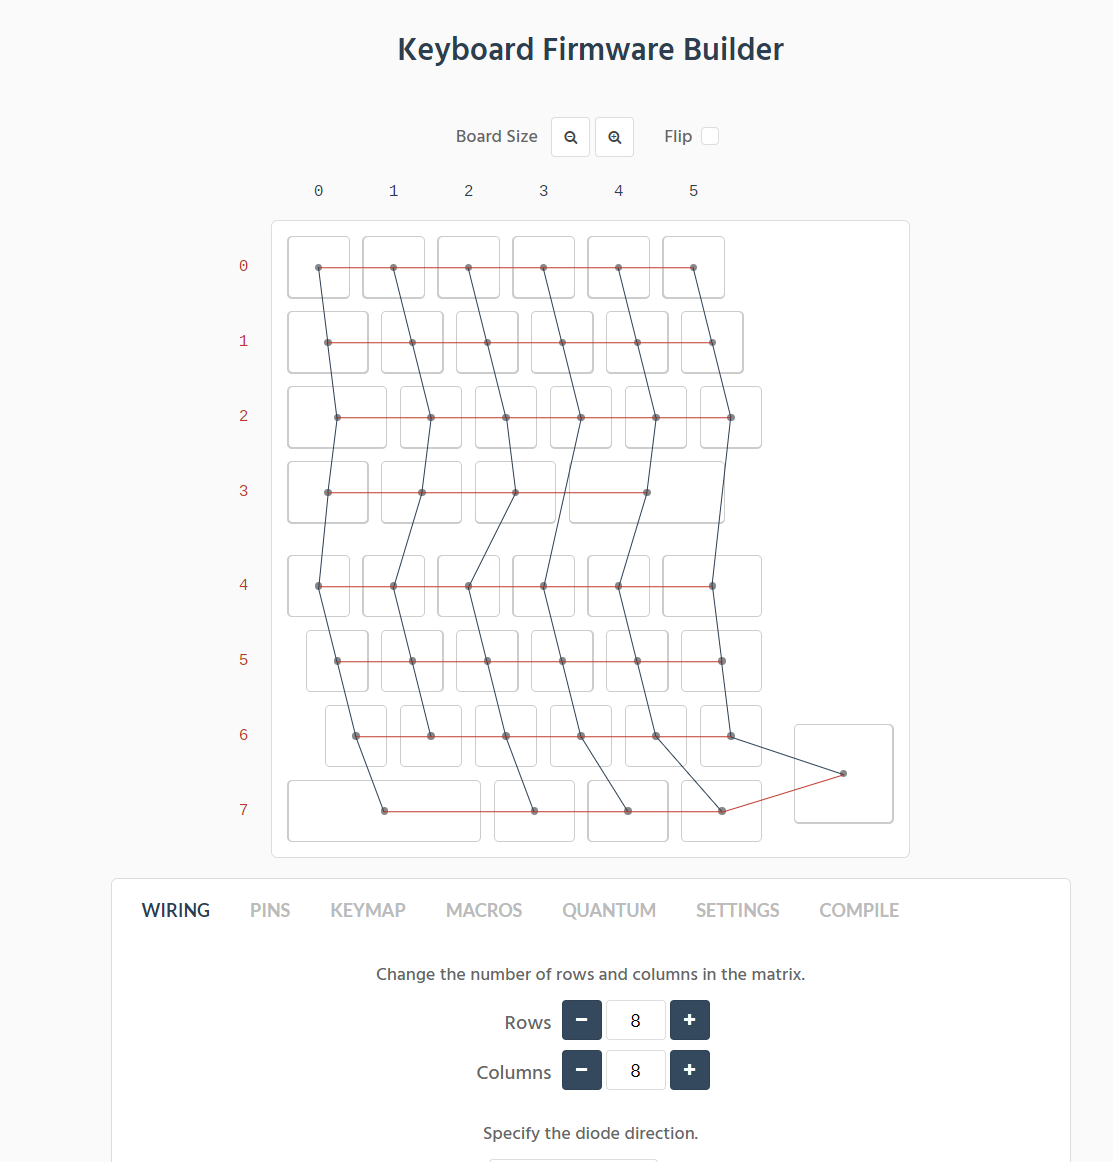 Keyboard Firmware Builder
Board Size Flip
0 1 2 3 4 5
0
1
2
3
4
5
6
7
WIRING PINS KEYMAP MACROS QUANTUM SETTINGS COMPILE
Change the number of rows and columns in the matrix.
Rows − 8 +
Columns − 8 +
Specify the diode direction.